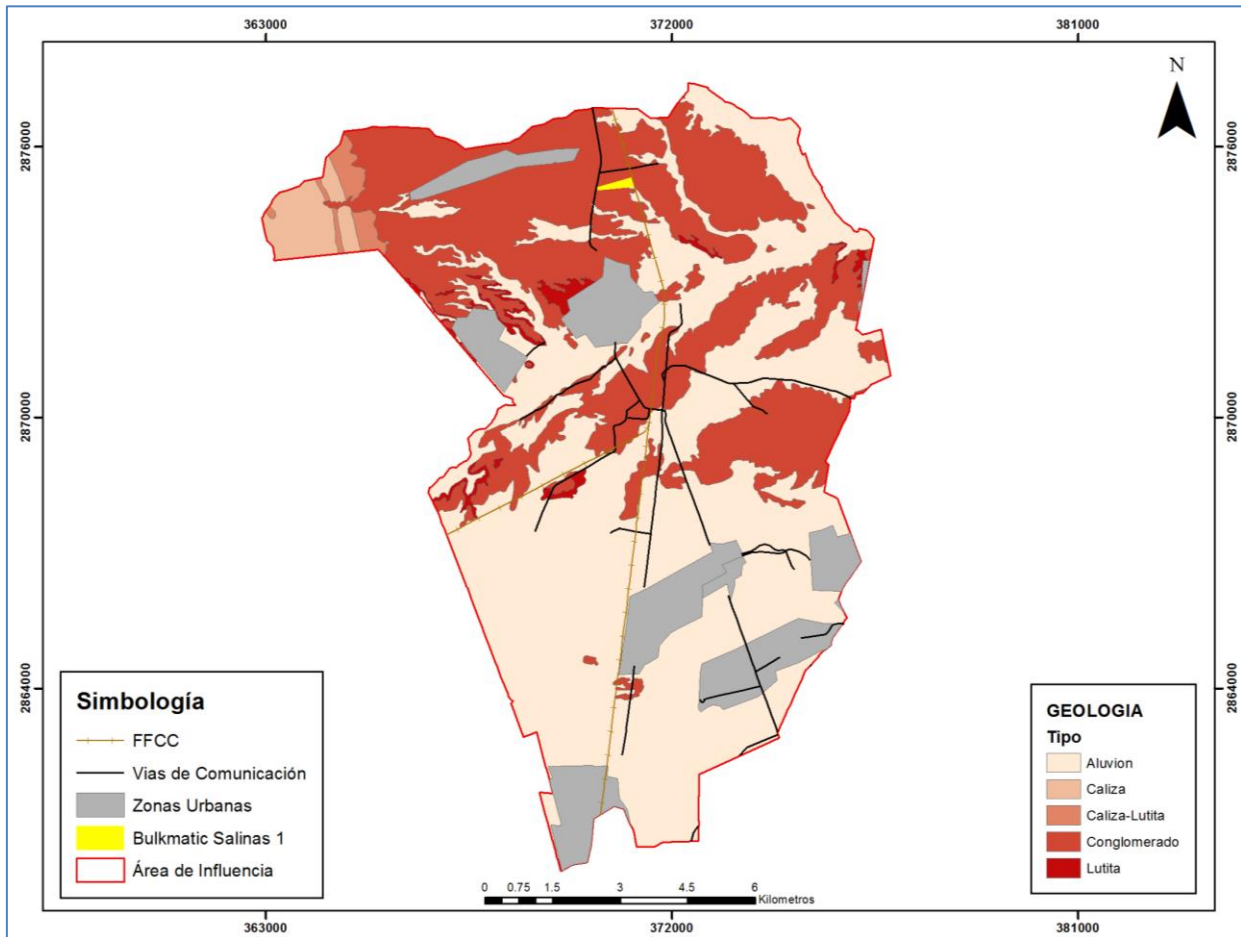 363000
372000
381000
N
2876000
2876000
2870000
2870000
2864000
2864000
Simbología
FFCC
Vias de Comunicación
Zonas Urbanas
Bulkmatic Salinas 1
Área de Influencia
GEOLOGIA
Tipo
Aluvion
Caliza
Caliza-Lutita
Conglomerado
Lutita
0 0.75 1.5 3 4.5 6
Kilometros
363000
372000
381000